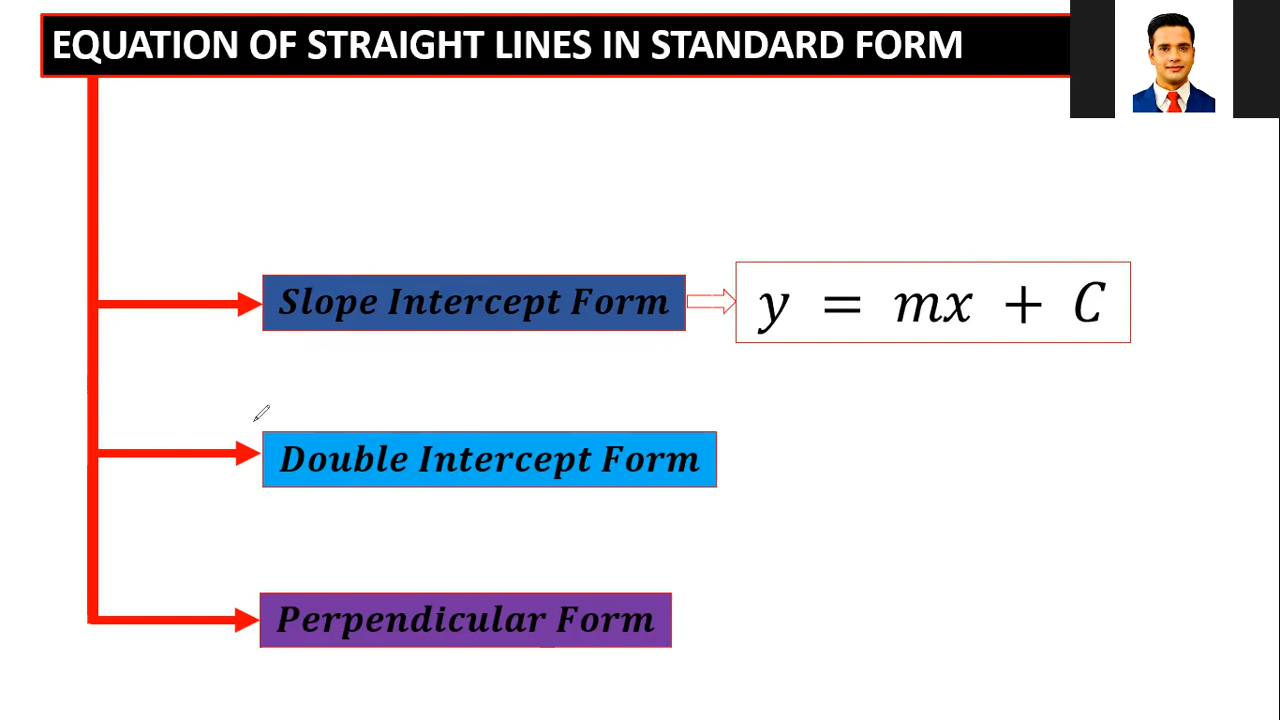 EQUATION OF STRAIGHT LINES IN STANDARD FORM
Slope Intercept Form
y = mx + C
Double Intercept Form
Perpendicular Form